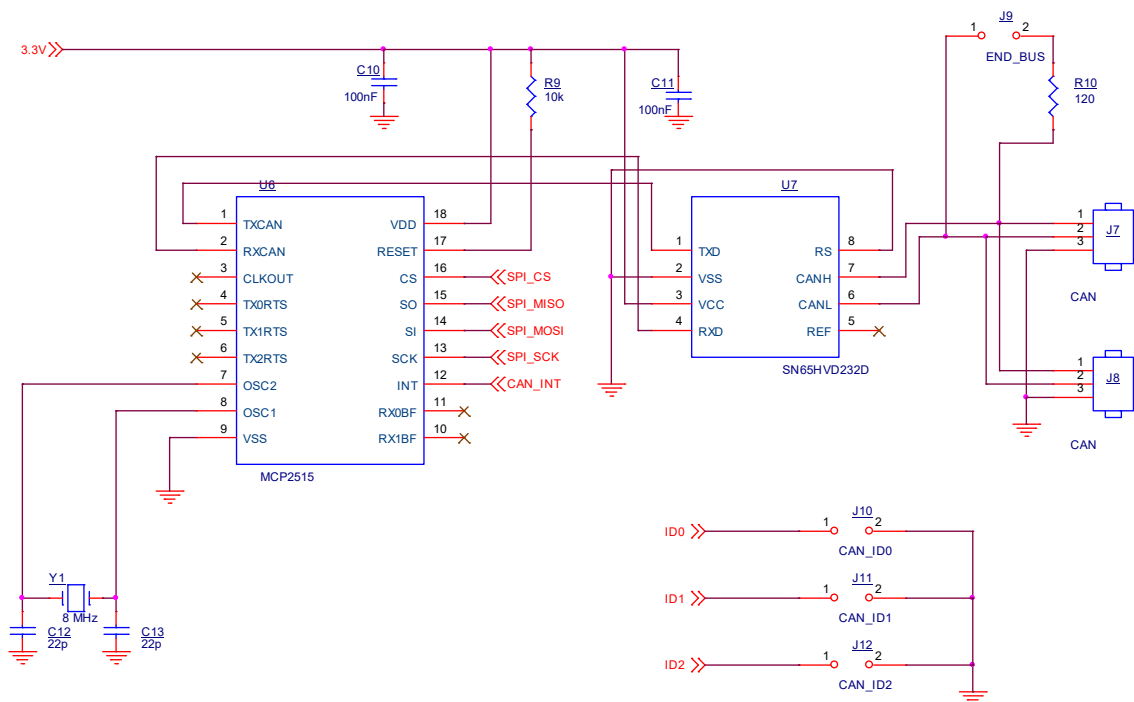 3.3V
C10
100nF
R9
10k
C11
100nF
1 J9 2
END_BUS
R10
120
U6
1 TXCAN VDD 18
2 RXCAN RESET 17
3 CLKOUT CS 16 SPI_CS
4 TX0RTS SO 15 SPI_MISO
5 TX1RTS SI 14 SPI_MOSI
6 TX2RTS SCK 13 SPI_SCK
7 OSC2 INT 12 CAN_INT
8 OSC1 RX0BF 11
9 VSS RX1BF 10
MCP2515
U7
1 TXD RS 8
2 VSS CANH 7
3 VCC CANL 6
4 RXD REF 5
SN65HVD232D
1
2
3
J7
CAN
1
2
3
J8
CAN
Y1
8 MHz
C12
22p
C13
22p
ID0 1 J10 2
CAN_ID0
ID1 1 J11 2
CAN_ID1
ID2 1 J12 2
CAN_ID2